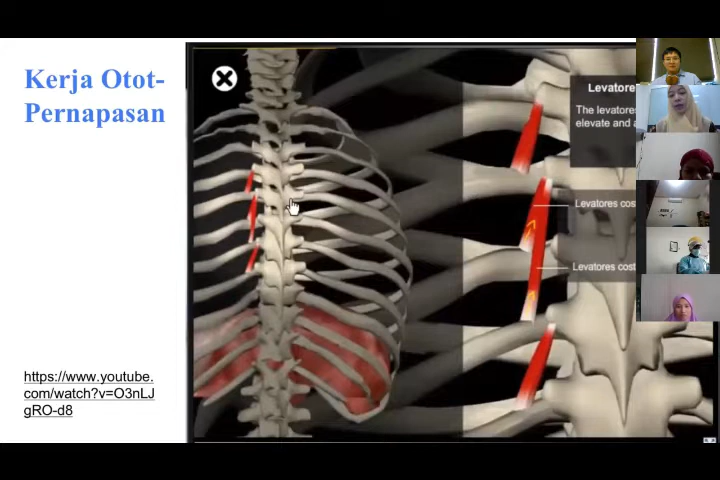 Kerja Otot-
Pernapasan
Levatore
The levatores
elevate and a
Levatores cos
Levatores cost
https://www.youtube.
com/watch?v=O3nLJ
gRO-d8